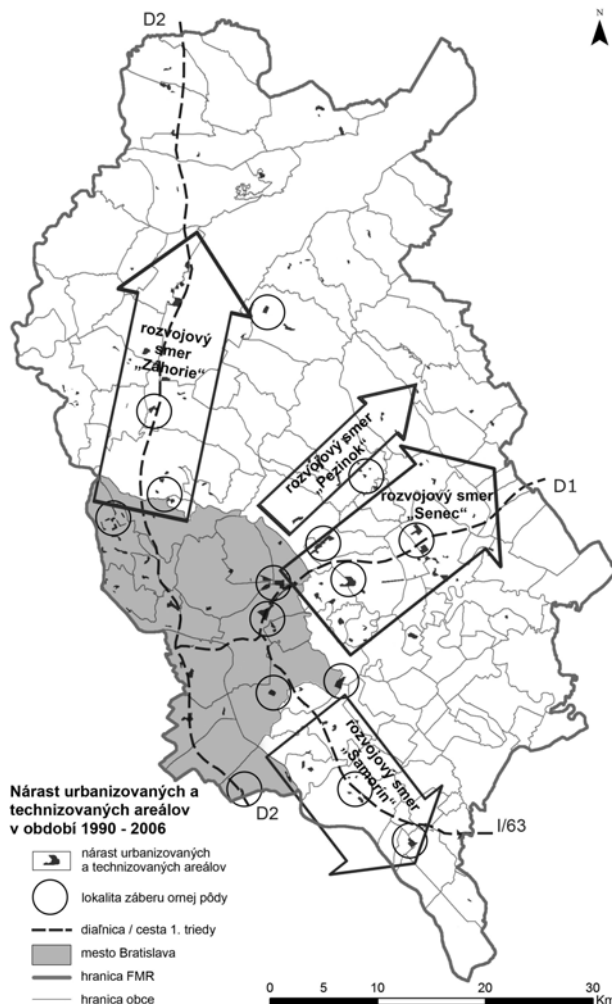 D2
N
rozvojový
smer
„Záhorie“
rozvojový smer
„Pezinok“
rozvojový smer
„Senec“
D1
rozvojový smer
„Šamorín“
I/63
D2
Nárast urbanizovaných a
technizovaných areálov
v období 1990 - 2006
nárast urbanizovaných
a technizovaných areálov
lokalita záberu ornej pôdy
diaľnica / cesta 1. triedy
mesto Bratislava
hranica FMR
hranica obce
0 5 10 20 30
Km